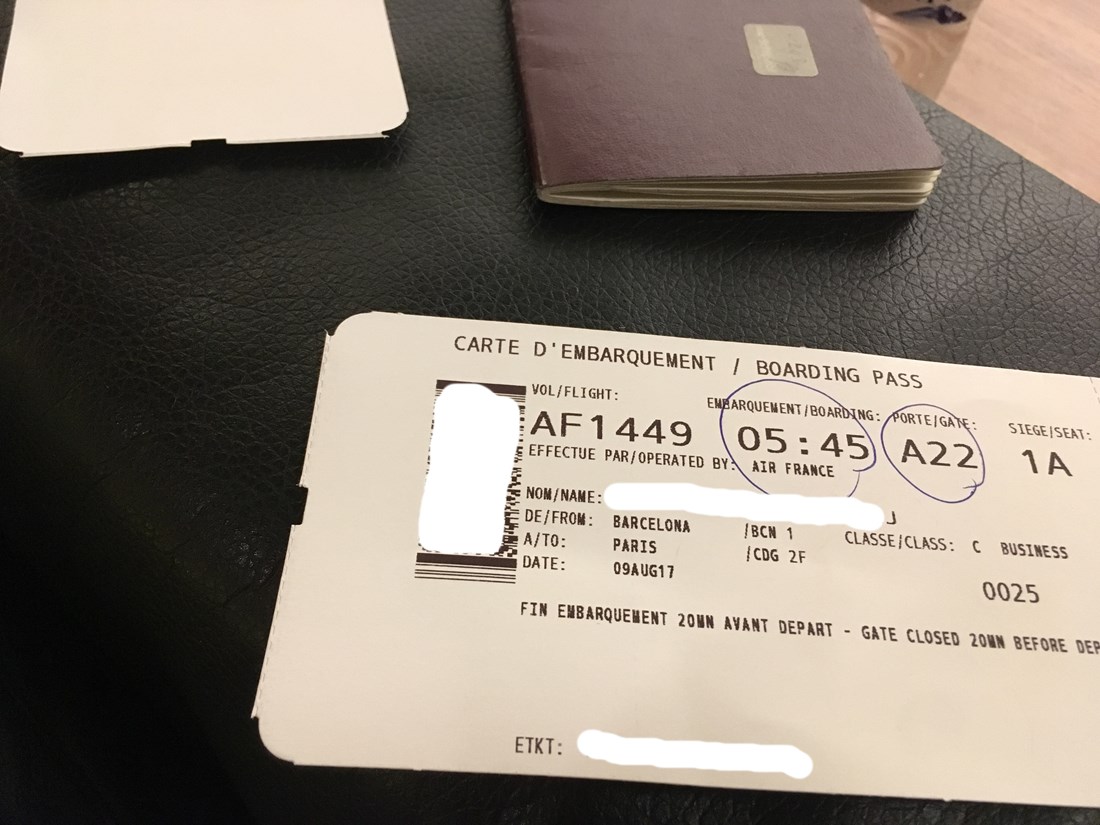 CARTE D'EMBARQUEMENT / BOARDING PASS
VOL/FLIGHT: EMBARQUEMENT/BOARDING: PORTE/GATE: SIEGE/SEAT:
AF1449 05:45 A22 1A
EFFECTUE PAR/OPERATED BY: AIR FRANCE
NOM/NAME:
DE/FROM: BARCELONA /BCN 1 CLASSE/CLASS: C BUSINESS
A/TO: PARIS /CDG 2F
DATE: 09AUG17 0025
FIN EMBARQUEMENT 20MN AVANT DEPART - GATE CLOSED 20MN BEFORE DEP
ETKT: